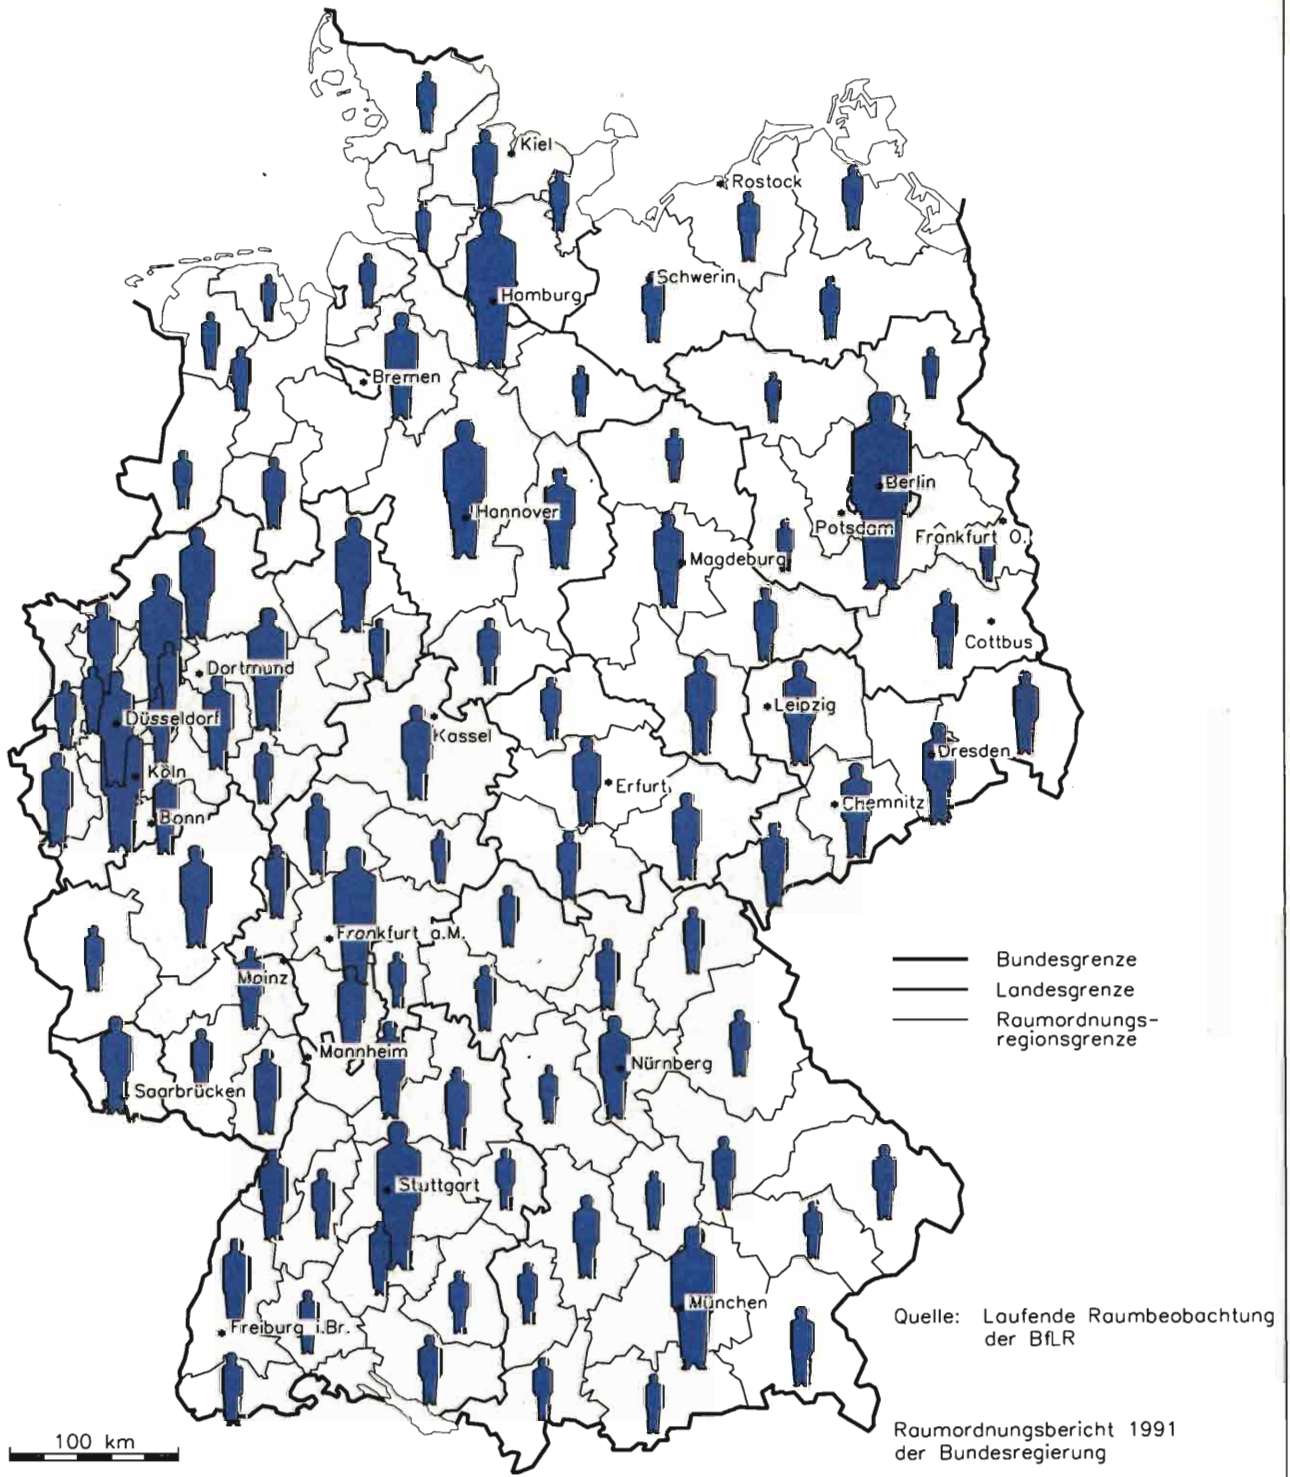 Kiel
Rostock
Schwerin
Hamburg
Bremen
Berlin
Hannover
Potsdam
Frankfurt O.
Magdeburg
Cottbus
Dortmund
Leipzig
Düsseldorf
Kassel
Dresden
Köln
Erfurt
Chemnitz
Bonn
Frankfurt a.M.
Mainz
Bundesgrenze
Landesgrenze
Raumordnungs-
regionsgrenze
Mannheim
Nürnberg
Saarbrücken
Stuttgart
München
Freiburg i.Br.
Quelle: Laufende Raumbeobachtung
der BfLR
Raumordnungsbericht 1991
der Bundesregierung
100 km